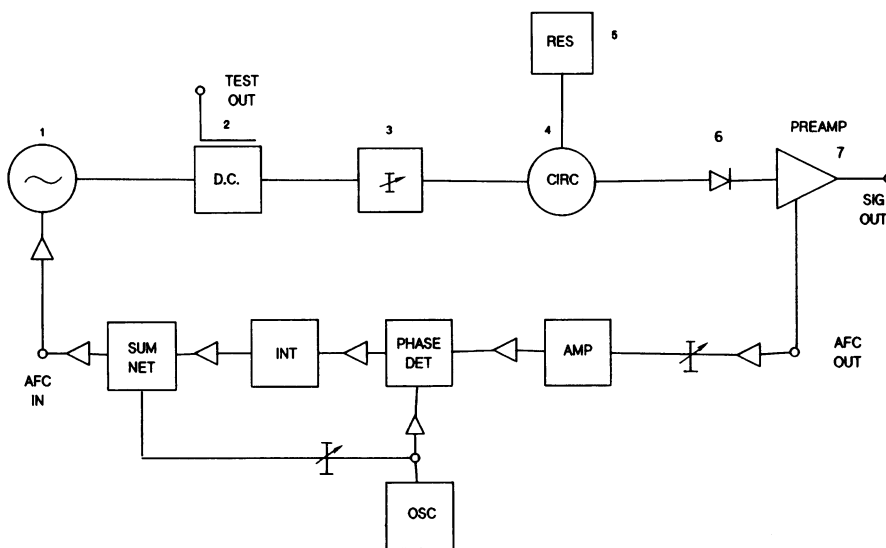 RES
5
TEST
OUT
1
2
3
4
6
PREAMP
7
D.C.
CIRC
SIG
OUT
SUM
NET
INT
PHASE
DET
AMP
AFC
OUT
AFC
IN
OSC